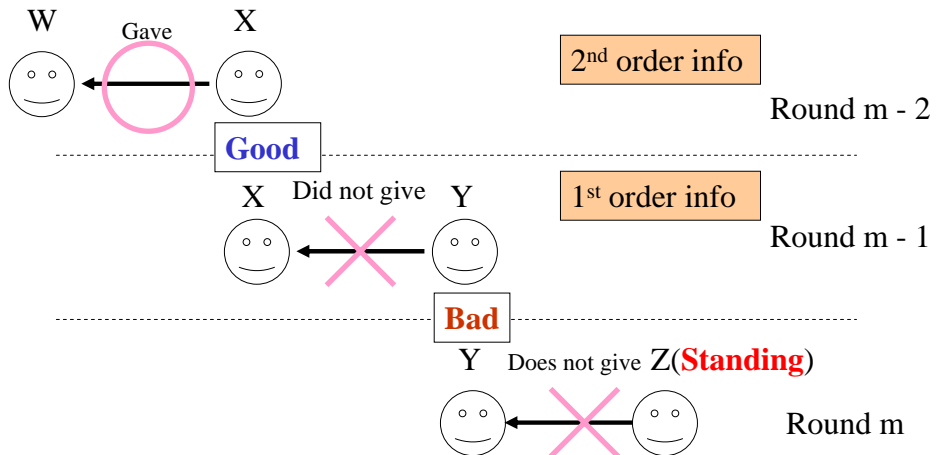 W
Gave
X
2nd order info
Round m - 2
Good
X
Did not give
Y
1st order info
Round m - 1
Bad
Y
Does not give
Z(Standing)
Round m